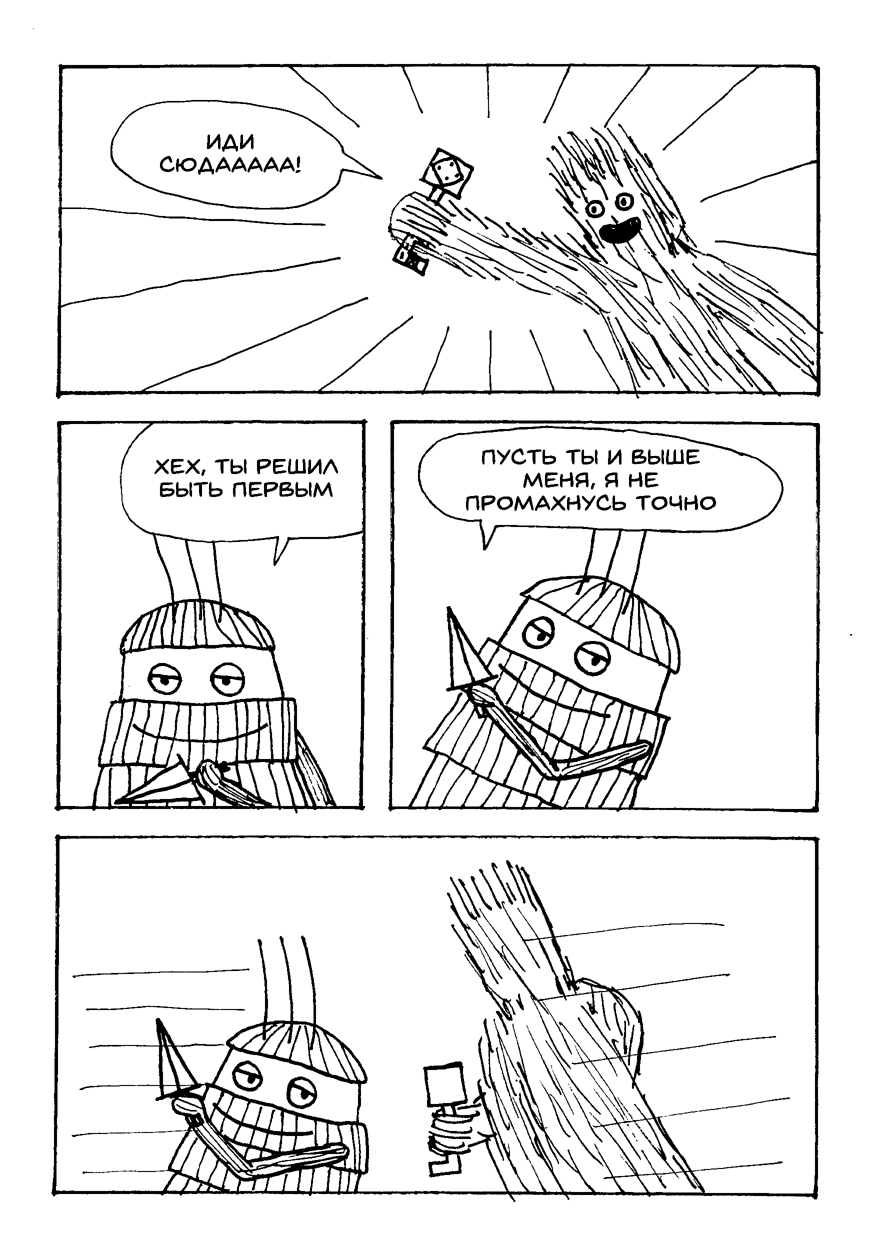 ИДИ
СЮДААААА!
ХЕХ, ТЫ РЕШИЛ
БЫТЬ ПЕРВЫМ
ПУСТЬ ТЫ И ВЫШЕ
МЕНЯ, Я НЕ
ПРОМАХНУСЬ ТОЧНО